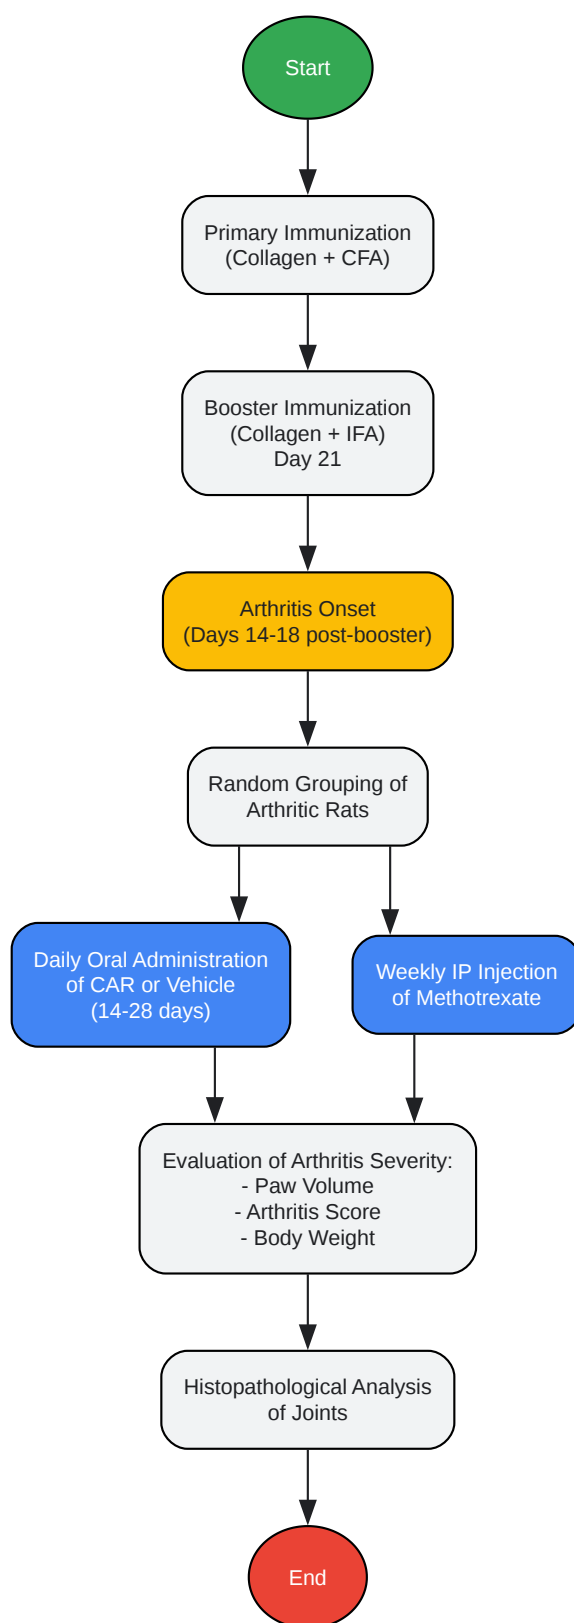 Start
Primary Immunization
(Collagen + CFA)
Booster Immunization
(Collagen + IFA)
Day 21
Arthritis Onset
(Days 14-18 post-booster)
Random Grouping of
Arthritic Rats
Daily Oral Administration
of CAR or Vehicle
(14-28 days)
Weekly IP Injection
of Methotrexate
Evaluation of Arthritis Severity:
- Paw Volume
- Arthritis Score
- Body Weight
Histopathological Analysis
of Joints
End